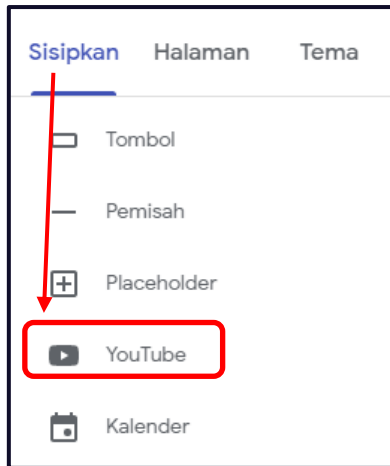 Sisipkan Halaman Tema
Tombol
Pemisah
Placeholder
YouTube
Kalender